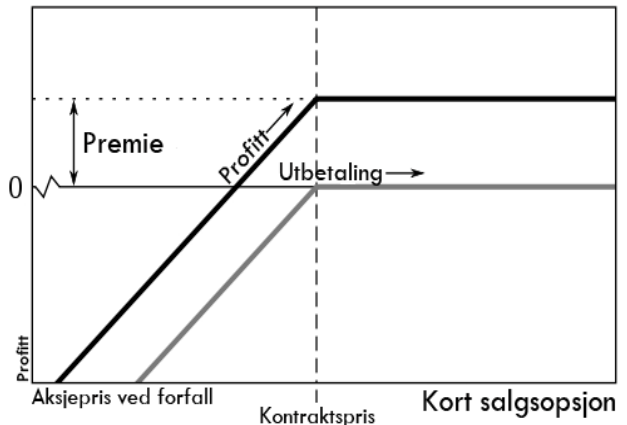 Premie
Profitt
Utbetaling
0
Profitt
Aksjepris ved forfall
Kontraktspris
Kort salgsopsjon